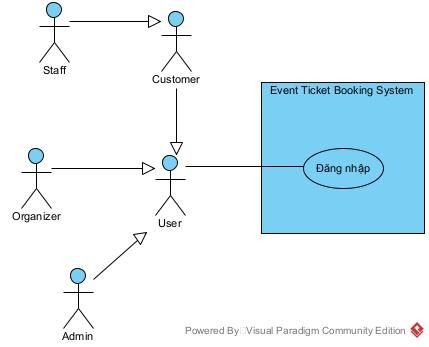 Staff
Customer
Event Ticket Booking System
Đăng nhập
Organizer
User
Admin
Powered By Visual Paradigm Community Edition